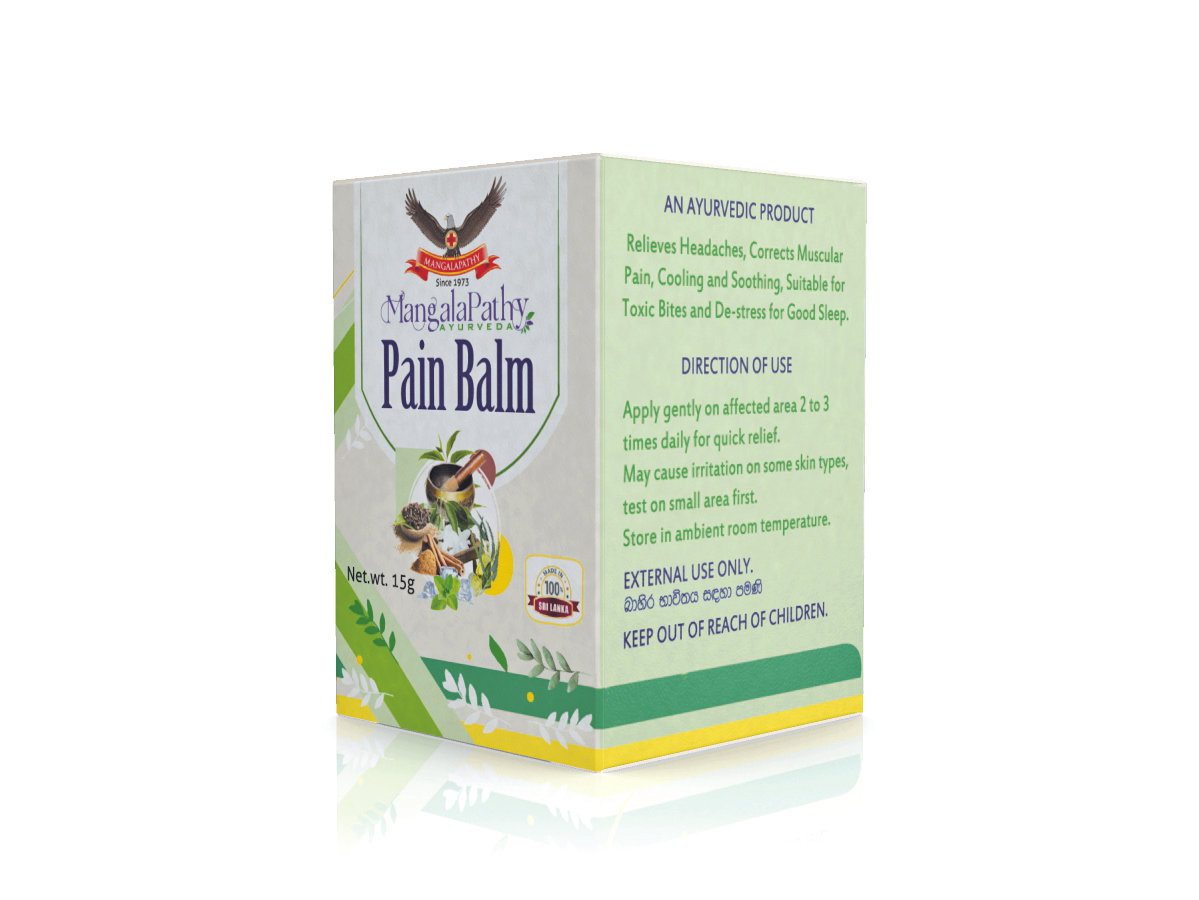 MANGALAPATHY
Since 1973
MangalaPathy
AYURVEDA
Pain Balm
Net.wt. 15g
MADE IN
100%
SRI LANKA
AN AYURVEDIC PRODUCT
Relieves Headaches, Corrects Muscular
Pain, Cooling and Soothing, Suitable for
Toxic Bites and De-stress for Good Sleep.
DIRECTION OF USE
Apply gently on affected area 2 to 3
times daily for quick relief.
May cause irritation on some skin types,
test on small area first.
Store in ambient room temperature.
EXTERNAL USE ONLY.
බාහිර භාවිතය සඳහා පමණි
KEEP OUT OF REACH OF CHILDREN.